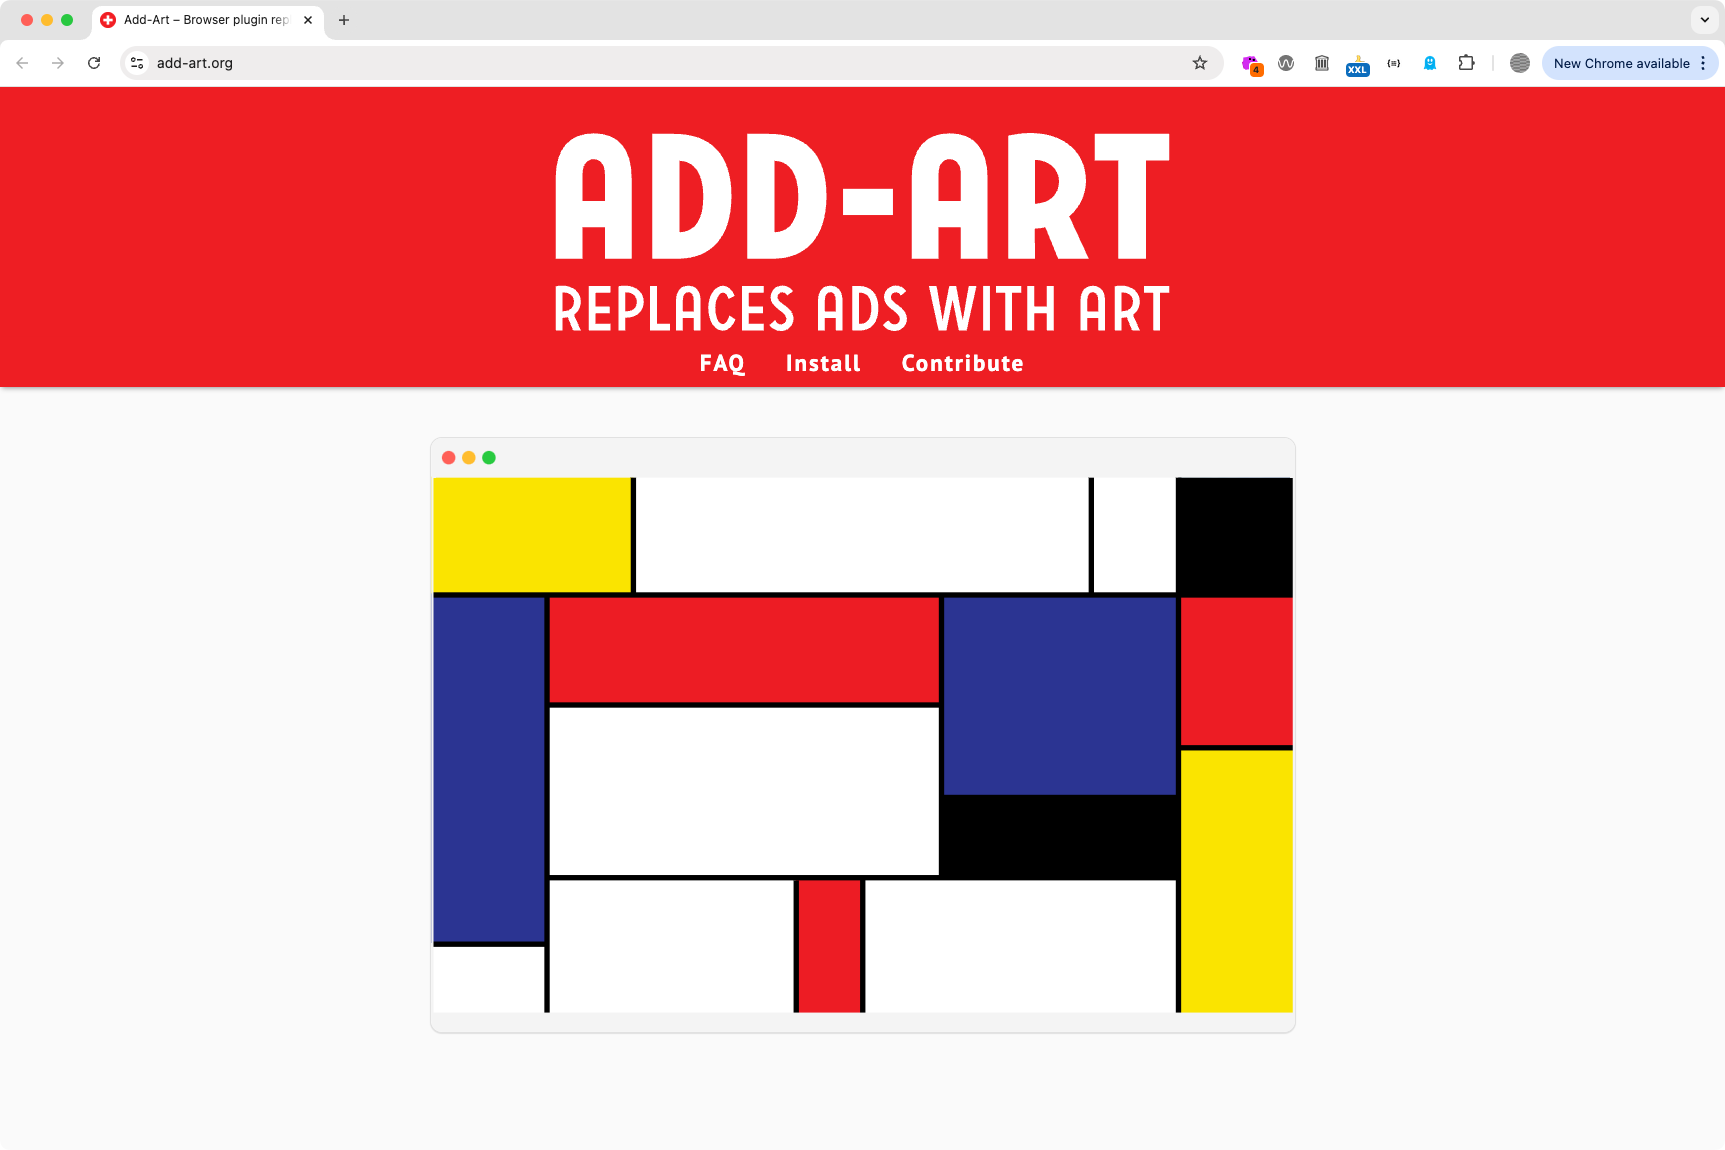 Add-Art – Browser plugin rep
add-art.org
4
XXL
New Chrome available
ADD-ART
REPLACES ADS WITH ART
FAQ Install Contribute